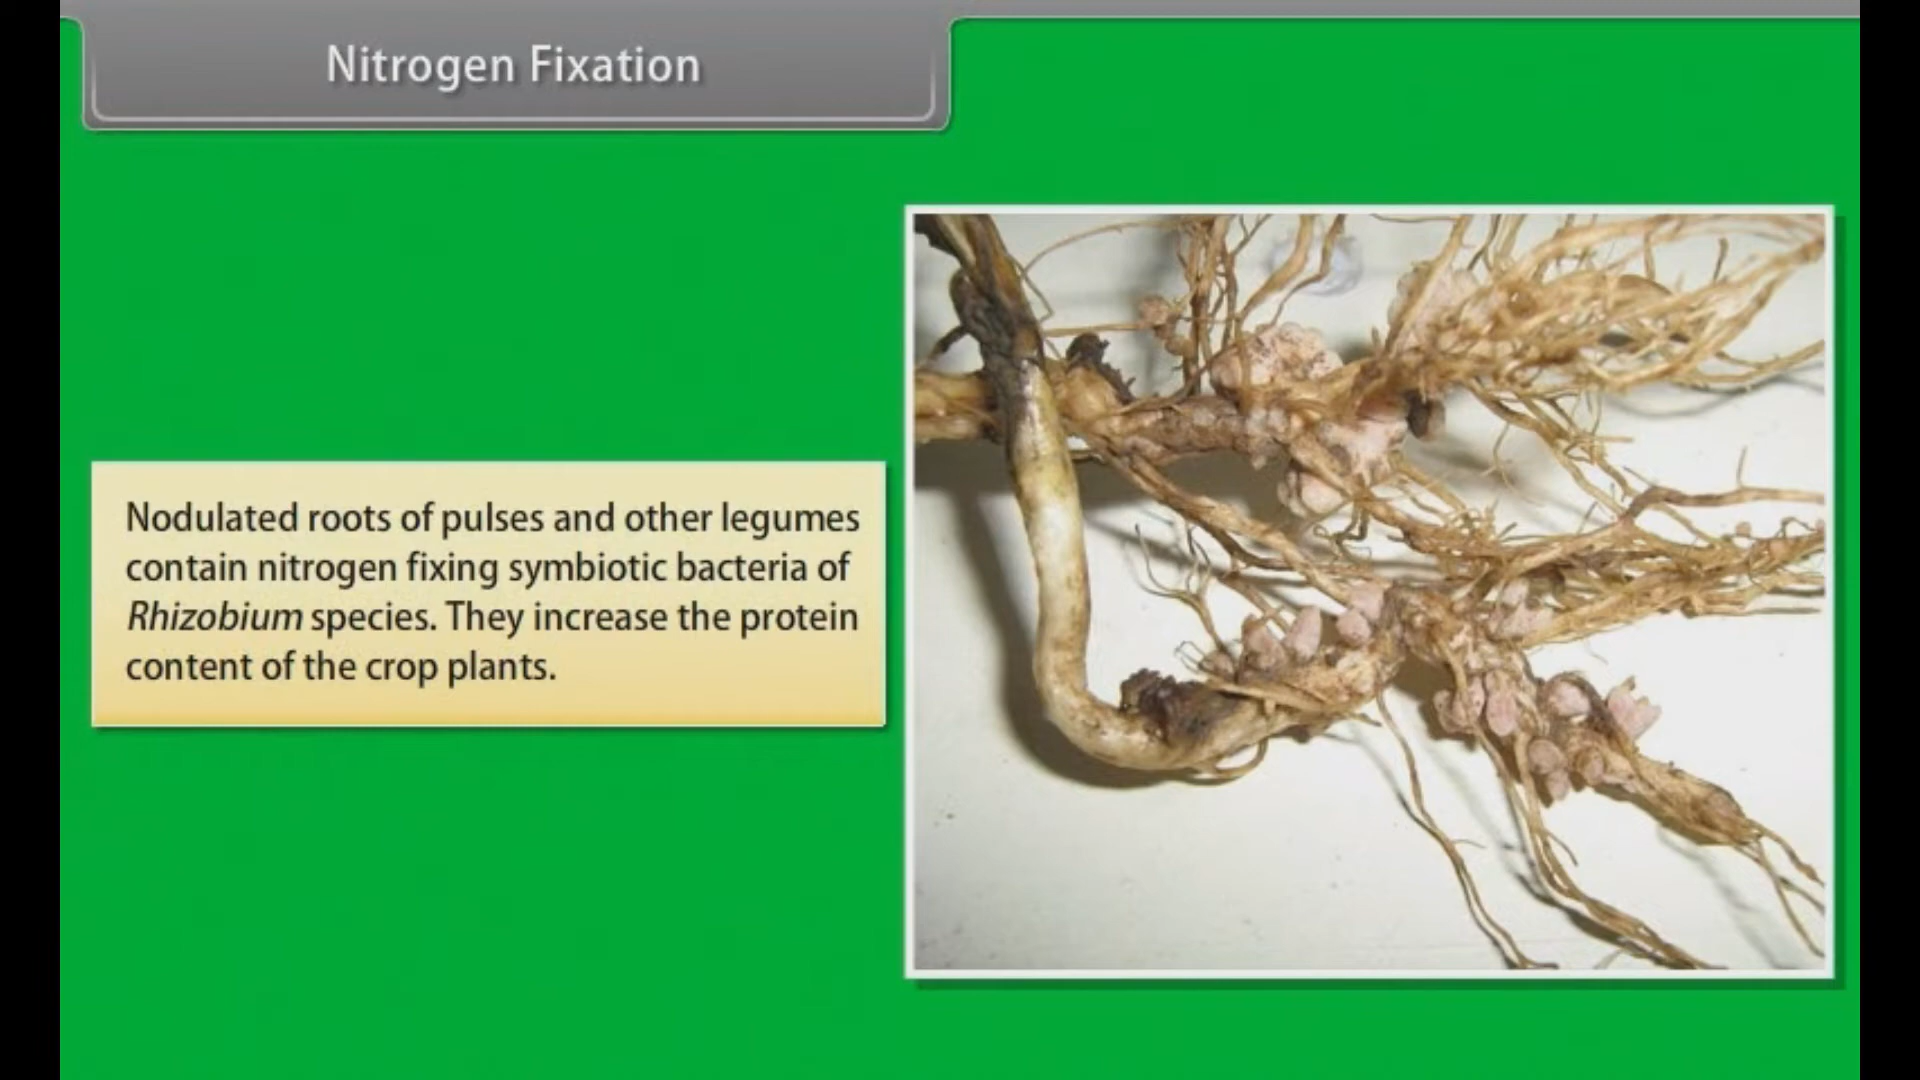 Nitrogen Fixation
Nodulated roots of pulses and other legumes
contain nitrogen fixing symbiotic bacteria of
Rhizobium species. They increase the protein
content of the crop plants.